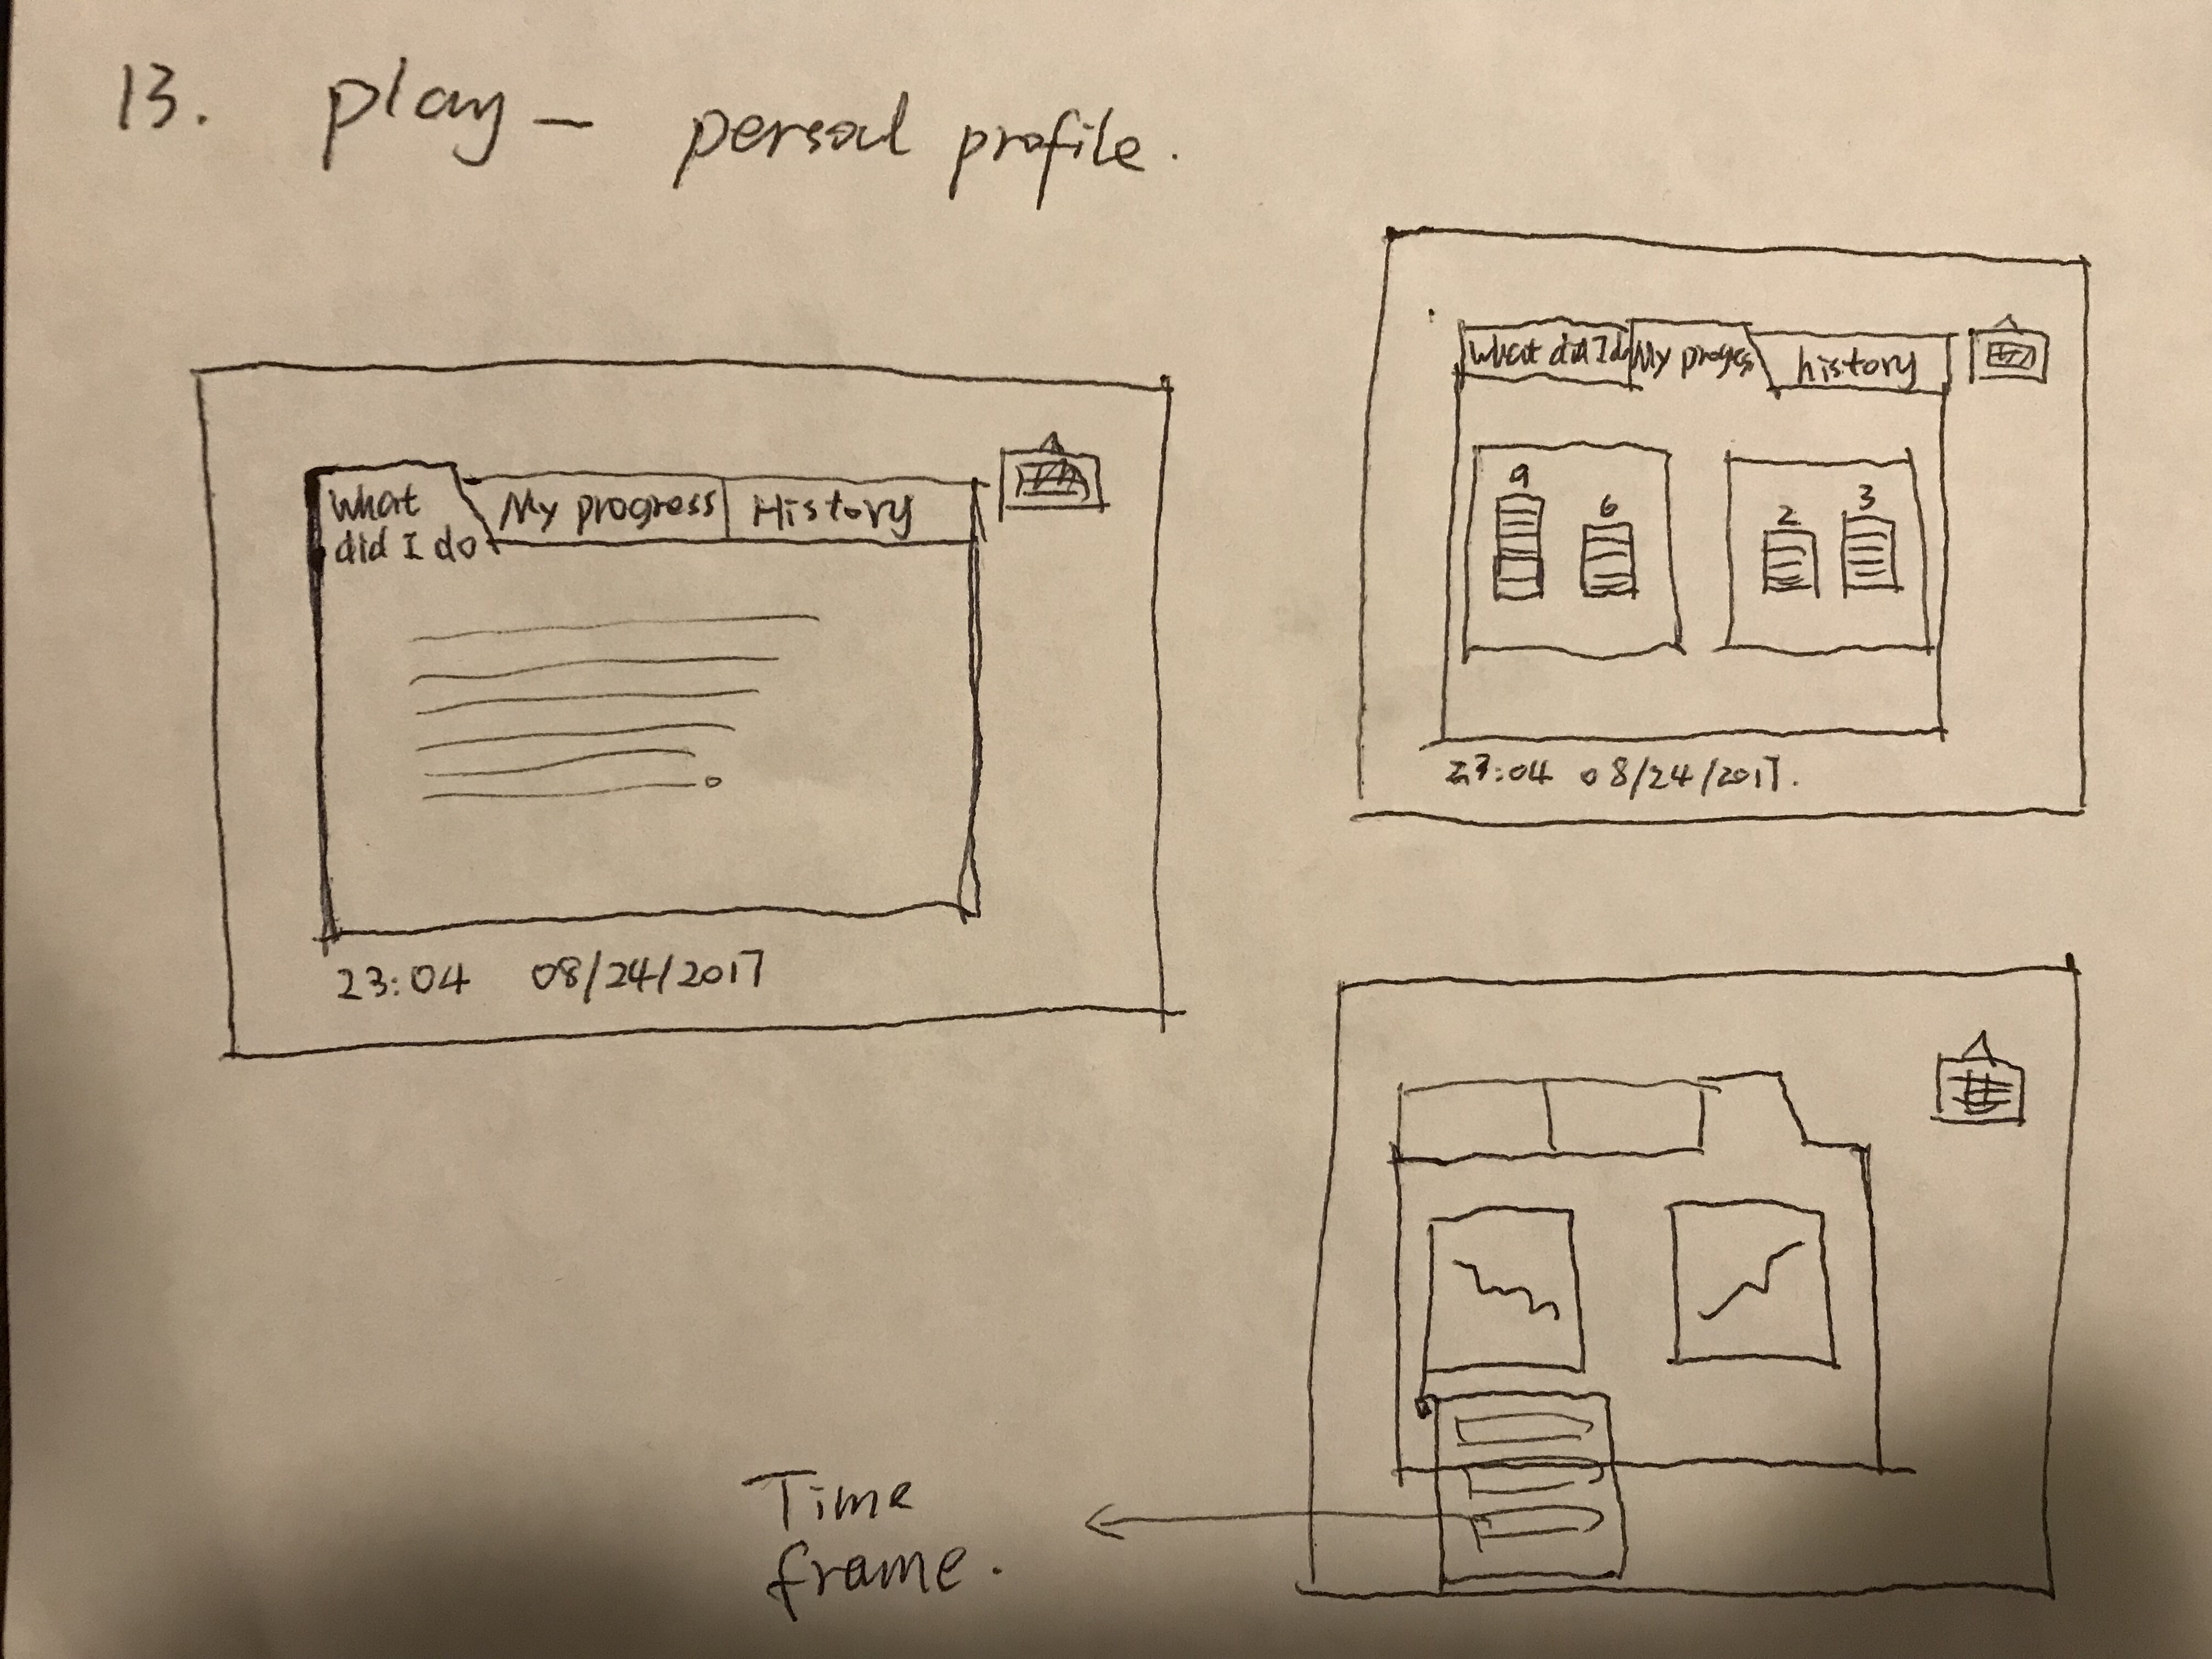 13. play - persoal profile.
What
did I do
My progress
History
23:04 08/24/2017
What did I do
My progress
history
9
6
2
3
23:04 08/24/2017.
Time
frame.